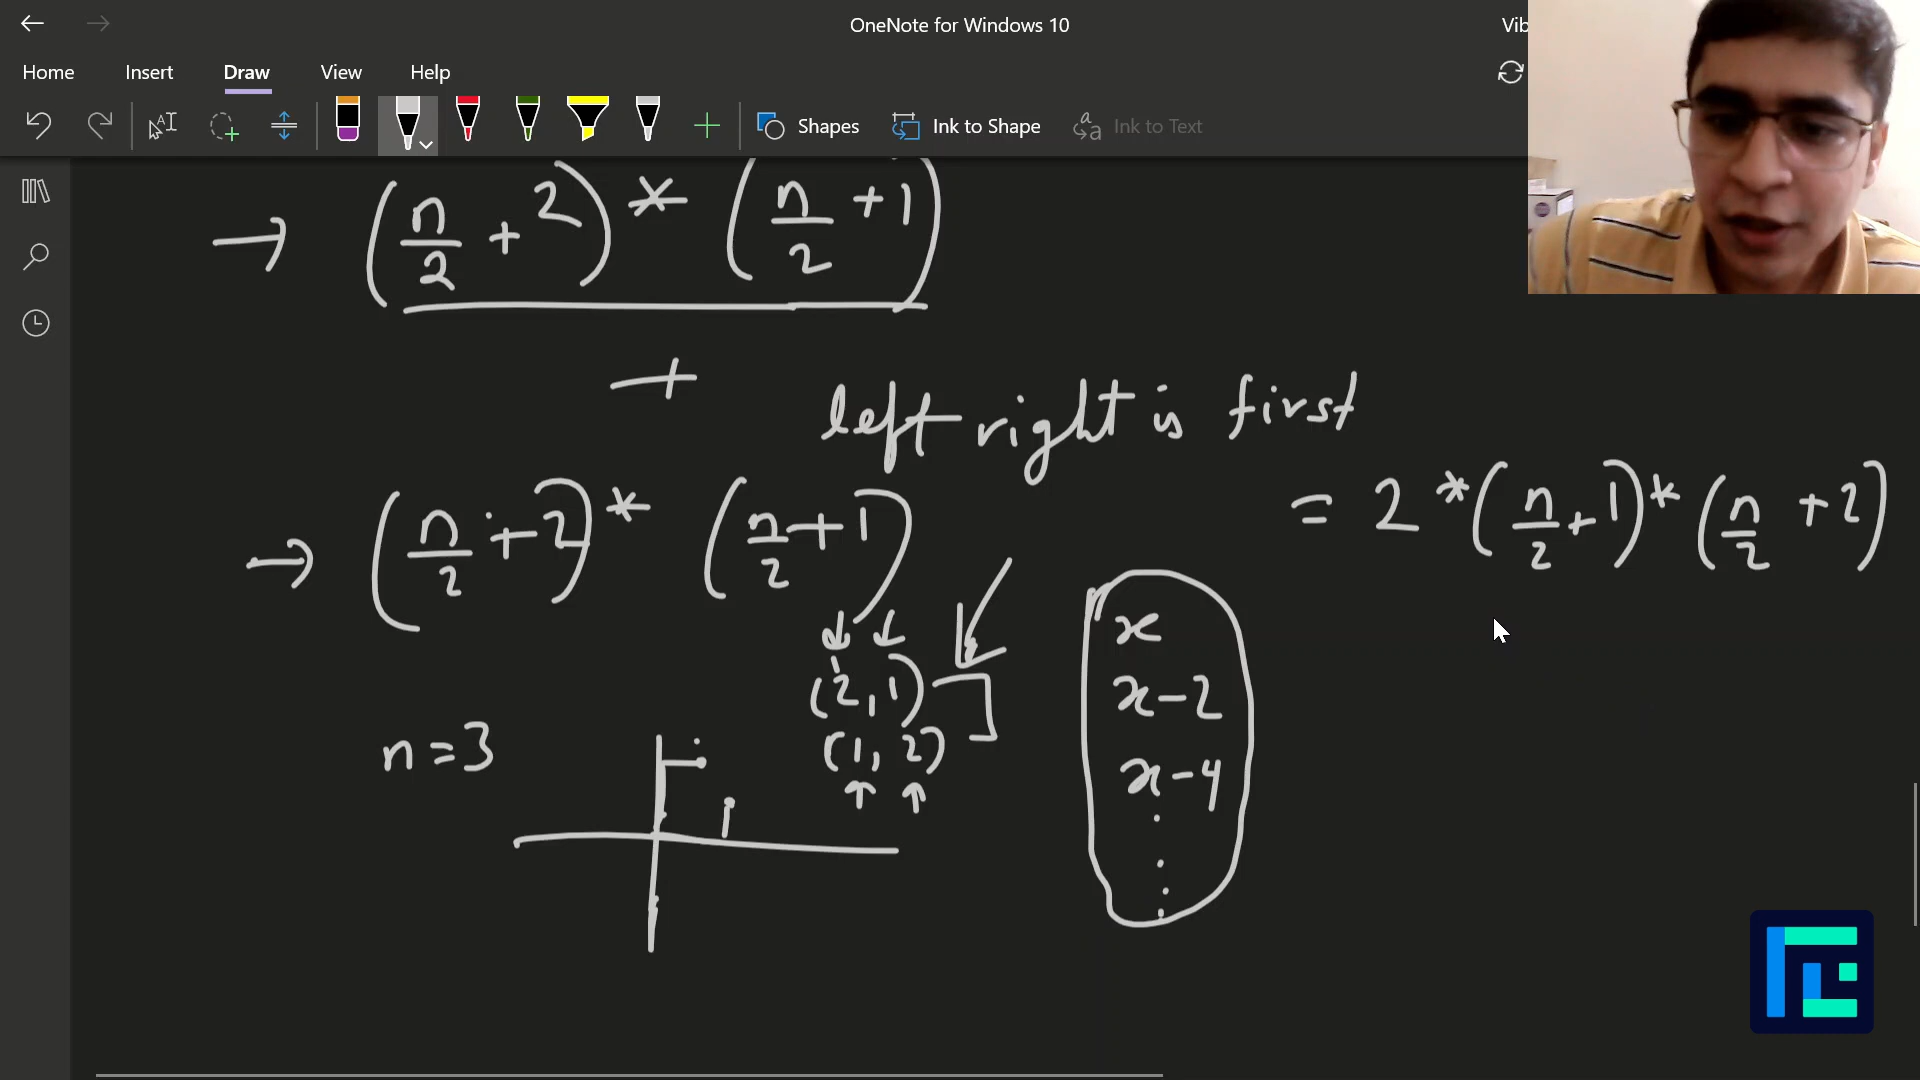 OneNote for Windows 10
Vib
Home Insert Draw View Help
Shapes Ink to Shape Ink to Text
→ (n/2 + 2) * (n/2 + 1)
+
left right is first
→ (n/2 + 2) * (n/2 + 1)
= 2 * (n/2 + 1) * (n/2 + 2)
(2, 1)
(1, 2)
n = 3
x
x - 2
x - 4